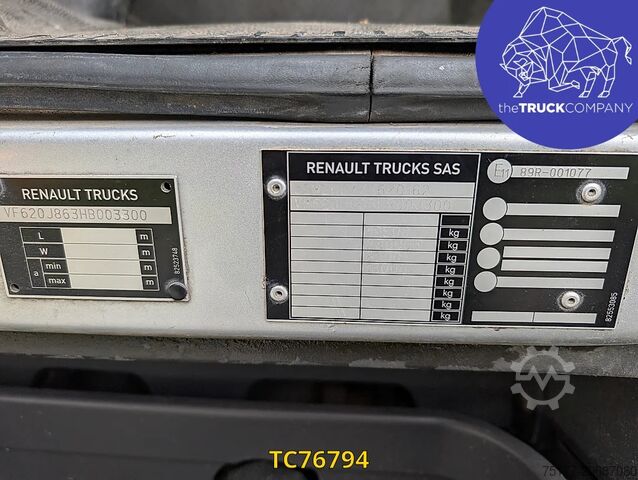 theTRUCKCOMPANY
RENAULT TRUCKS
VF620J863HB003300
L m
W m
a min m
max m
82523748
RENAULT TRUCKS SAS
kg
kg
kg
kg
kg
kg
kg
kg
E11 89R-001077
82553085
TC76794